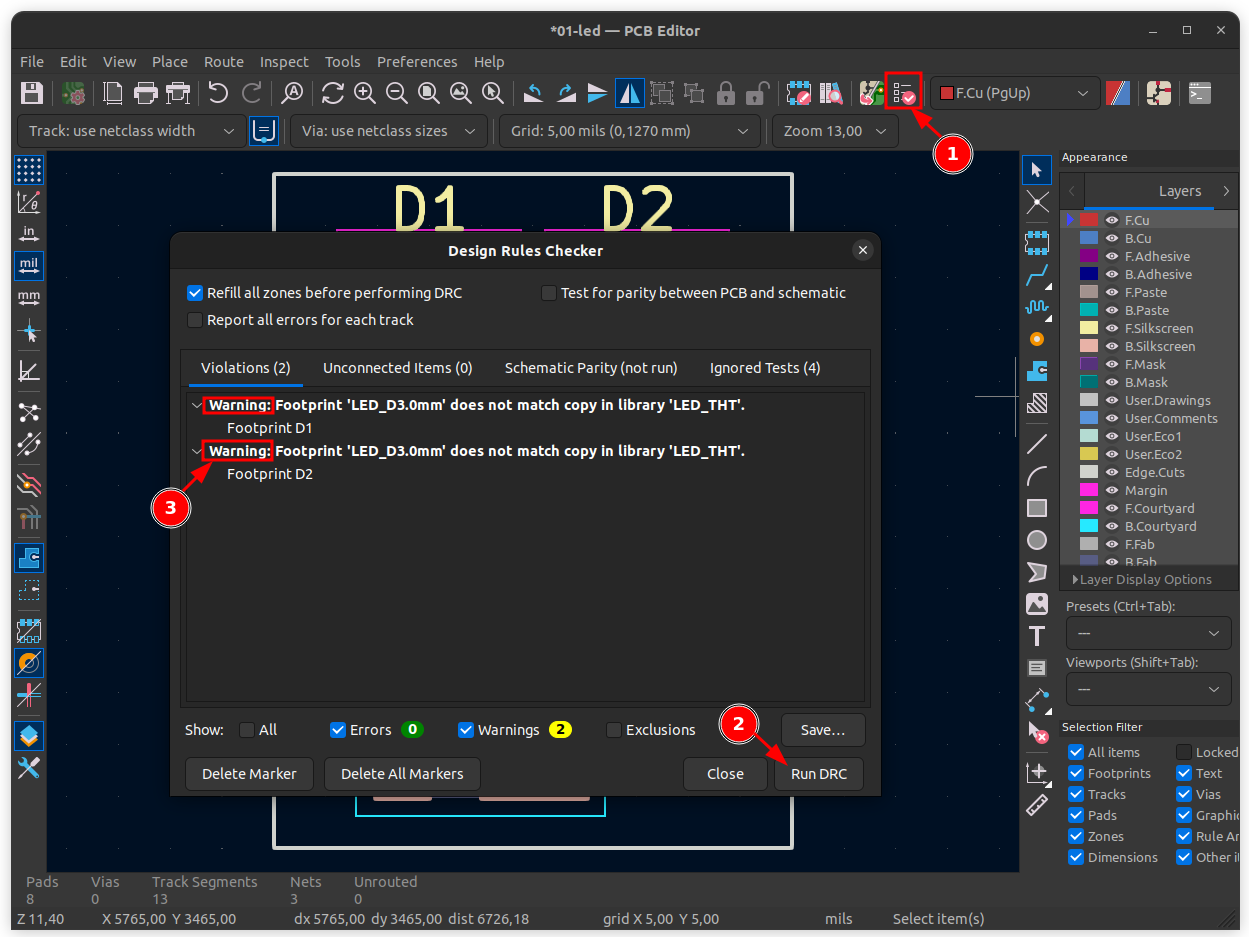 *01-led — PCB Editor
File Edit View Place Route Inspect Tools Preferences Help
F.Cu (PgUp)
Track: use netclass width
Via: use netclass sizes
Grid: 5,00 mils (0,1270 mm)
Zoom 13,00
1
in
mil
mm
D1 D2
Design Rules Checker
Refill all zones before performing DRC
Test for parity between PCB and schematic
Report all errors for each track
Violations (2) Unconnected Items (0) Schematic Parity (not run) Ignored Tests (4)
Warning: Footprint 'LED_D3.0mm' does not match copy in library 'LED_THT'.
Footprint D1
Warning: Footprint 'LED_D3.0mm' does not match copy in library 'LED_THT'.
Footprint D2
3
2
Show: All Errors 0 Warnings 2 Exclusions Save...
Delete Marker Delete All Markers Close Run DRC
Appearance
Layers
F.Cu
B.Cu
F.Adhesive
B.Adhesive
F.Paste
B.Paste
F.Silkscreen
B.Silkscreen
F.Mask
B.Mask
User.Drawings
User.Comments
User.Eco1
User.Eco2
Edge.Cuts
Margin
F.Courtyard
B.Courtyard
F.Fab
B.Fab
Layer Display Options
Presets (Ctrl+Tab):
---
Viewports (Shift+Tab):
---
Selection Filter
All items Locked
Footprints Text
Tracks Vias
Pads Graphic
Zones Rule Ar
Dimensions Other it
Pads Vias Track Segments Nets Unrouted
8 0 13 3 0
Z 11,40 X 5765,00 Y 3465,00 dx 5765,00 dy 3465,00 dist 6726,18 grid X 5,00 Y 5,00 mils Select item(s)